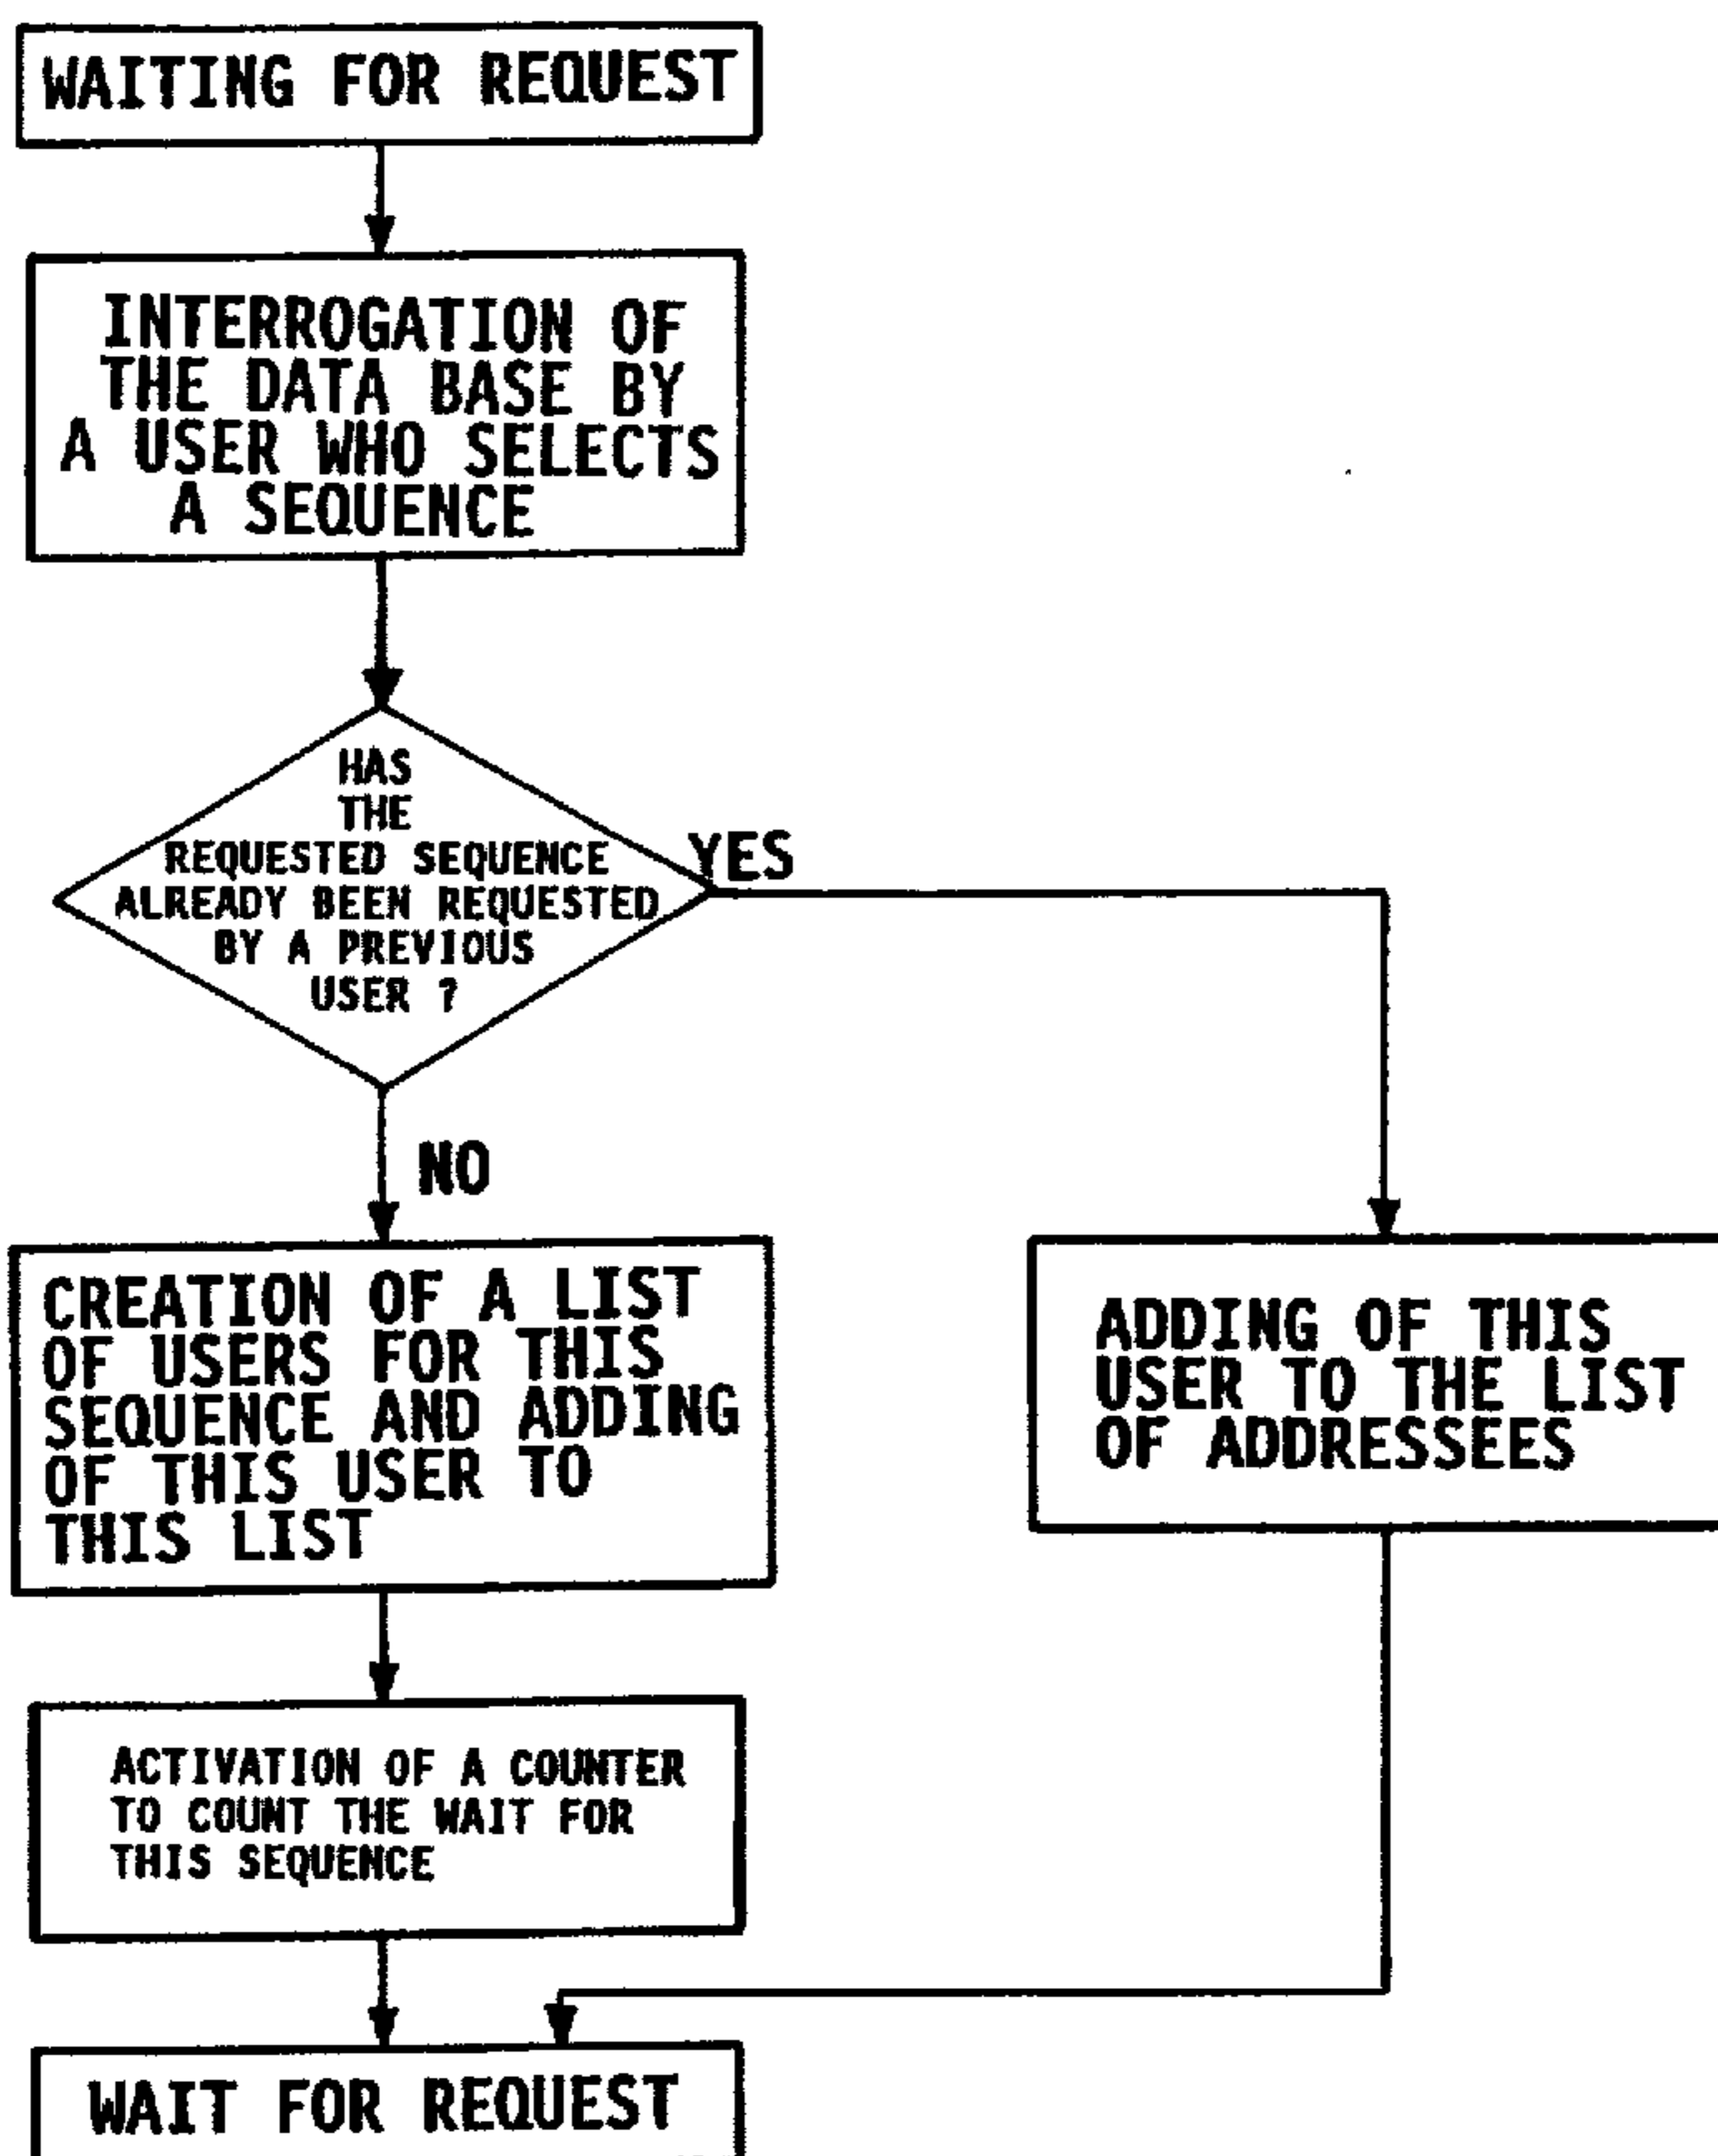 WAITING FOR REQUEST
INTERROGATION OF
THE DATA BASE BY
A USER WHO SELECTS
A SEQUENCE
HAS
THE
REQUESTED SEQUENCE
ALREADY BEEN REQUESTED
BY A PREVIOUS
USER ?
YES
NO
CREATION OF A LIST
OF USERS FOR THIS
SEQUENCE AND ADDING
OF THIS USER TO
THIS LIST
ADDING OF THIS
USER TO THE LIST
OF ADDRESSEES
ACTIVATION OF A COUNTER
TO COUNT THE WAIT FOR
THIS SEQUENCE
WAIT FOR REQUEST